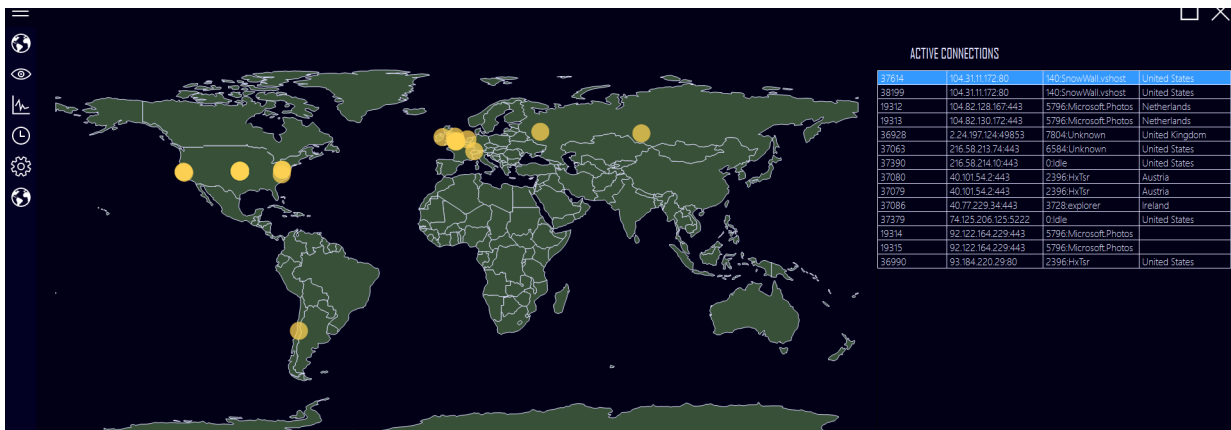 ACTIVE CONNECTIONS
37614 104.31.11.172:80 140:SnowWall.vshost United States
38199 104.31.11.172:80 140:SnowWall.vshost United States
19312 104.82.128.167:443 5796:Microsoft.Photos Netherlands
19313 104.82.130.172:443 5796:Microsoft.Photos Netherlands
36928 2.24.197.124:49853 7804:Unknown United Kingdom
37063 216.58.213.74:443 6584:Unknown United States
37390 216.58.214.10:443 0:Idle United States
37080 40.101.54.2:443 2396:HxTsr Austria
37079 40.101.54.2:443 2396:HxTsr Austria
37086 40.77.229.34:443 3728:explorer Ireland
37379 74.125.206.125:5222 0:Idle United States
19314 92.122.164.229:443 5796:Microsoft.Photos
19315 92.122.164.229:443 5796:Microsoft.Photos
36990 93.184.220.29:80 2396:HxTsr United States